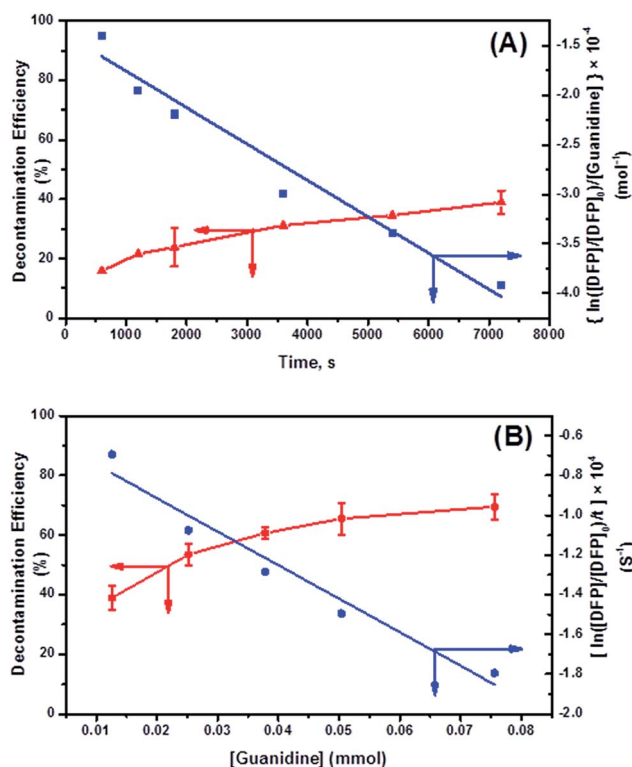 (A)
100
80
60
40
20
0
Decontamination Efficiency
(%)
-1.5
-2.0
-2.5
-3.0
-3.5
-4.0
{ ln([DFP]/[DFP]0)/[Guanidine] } × 10-4
(mol-1)
0 1000 2000 3000 4000 5000 6000 7000 8000
Time, s
(B)
100
80
60
40
20
0
Decontamination Efficiency
(%)
-0.6
-0.8
-1.0
-1.2
-1.4
-1.6
-1.8
-2.0
[ ln([DFP]/[DFP]0)/t ] × 104
(S-1)
0.01 0.02 0.03 0.04 0.05 0.06 0.07 0.08
[Guanidine] (mmol)